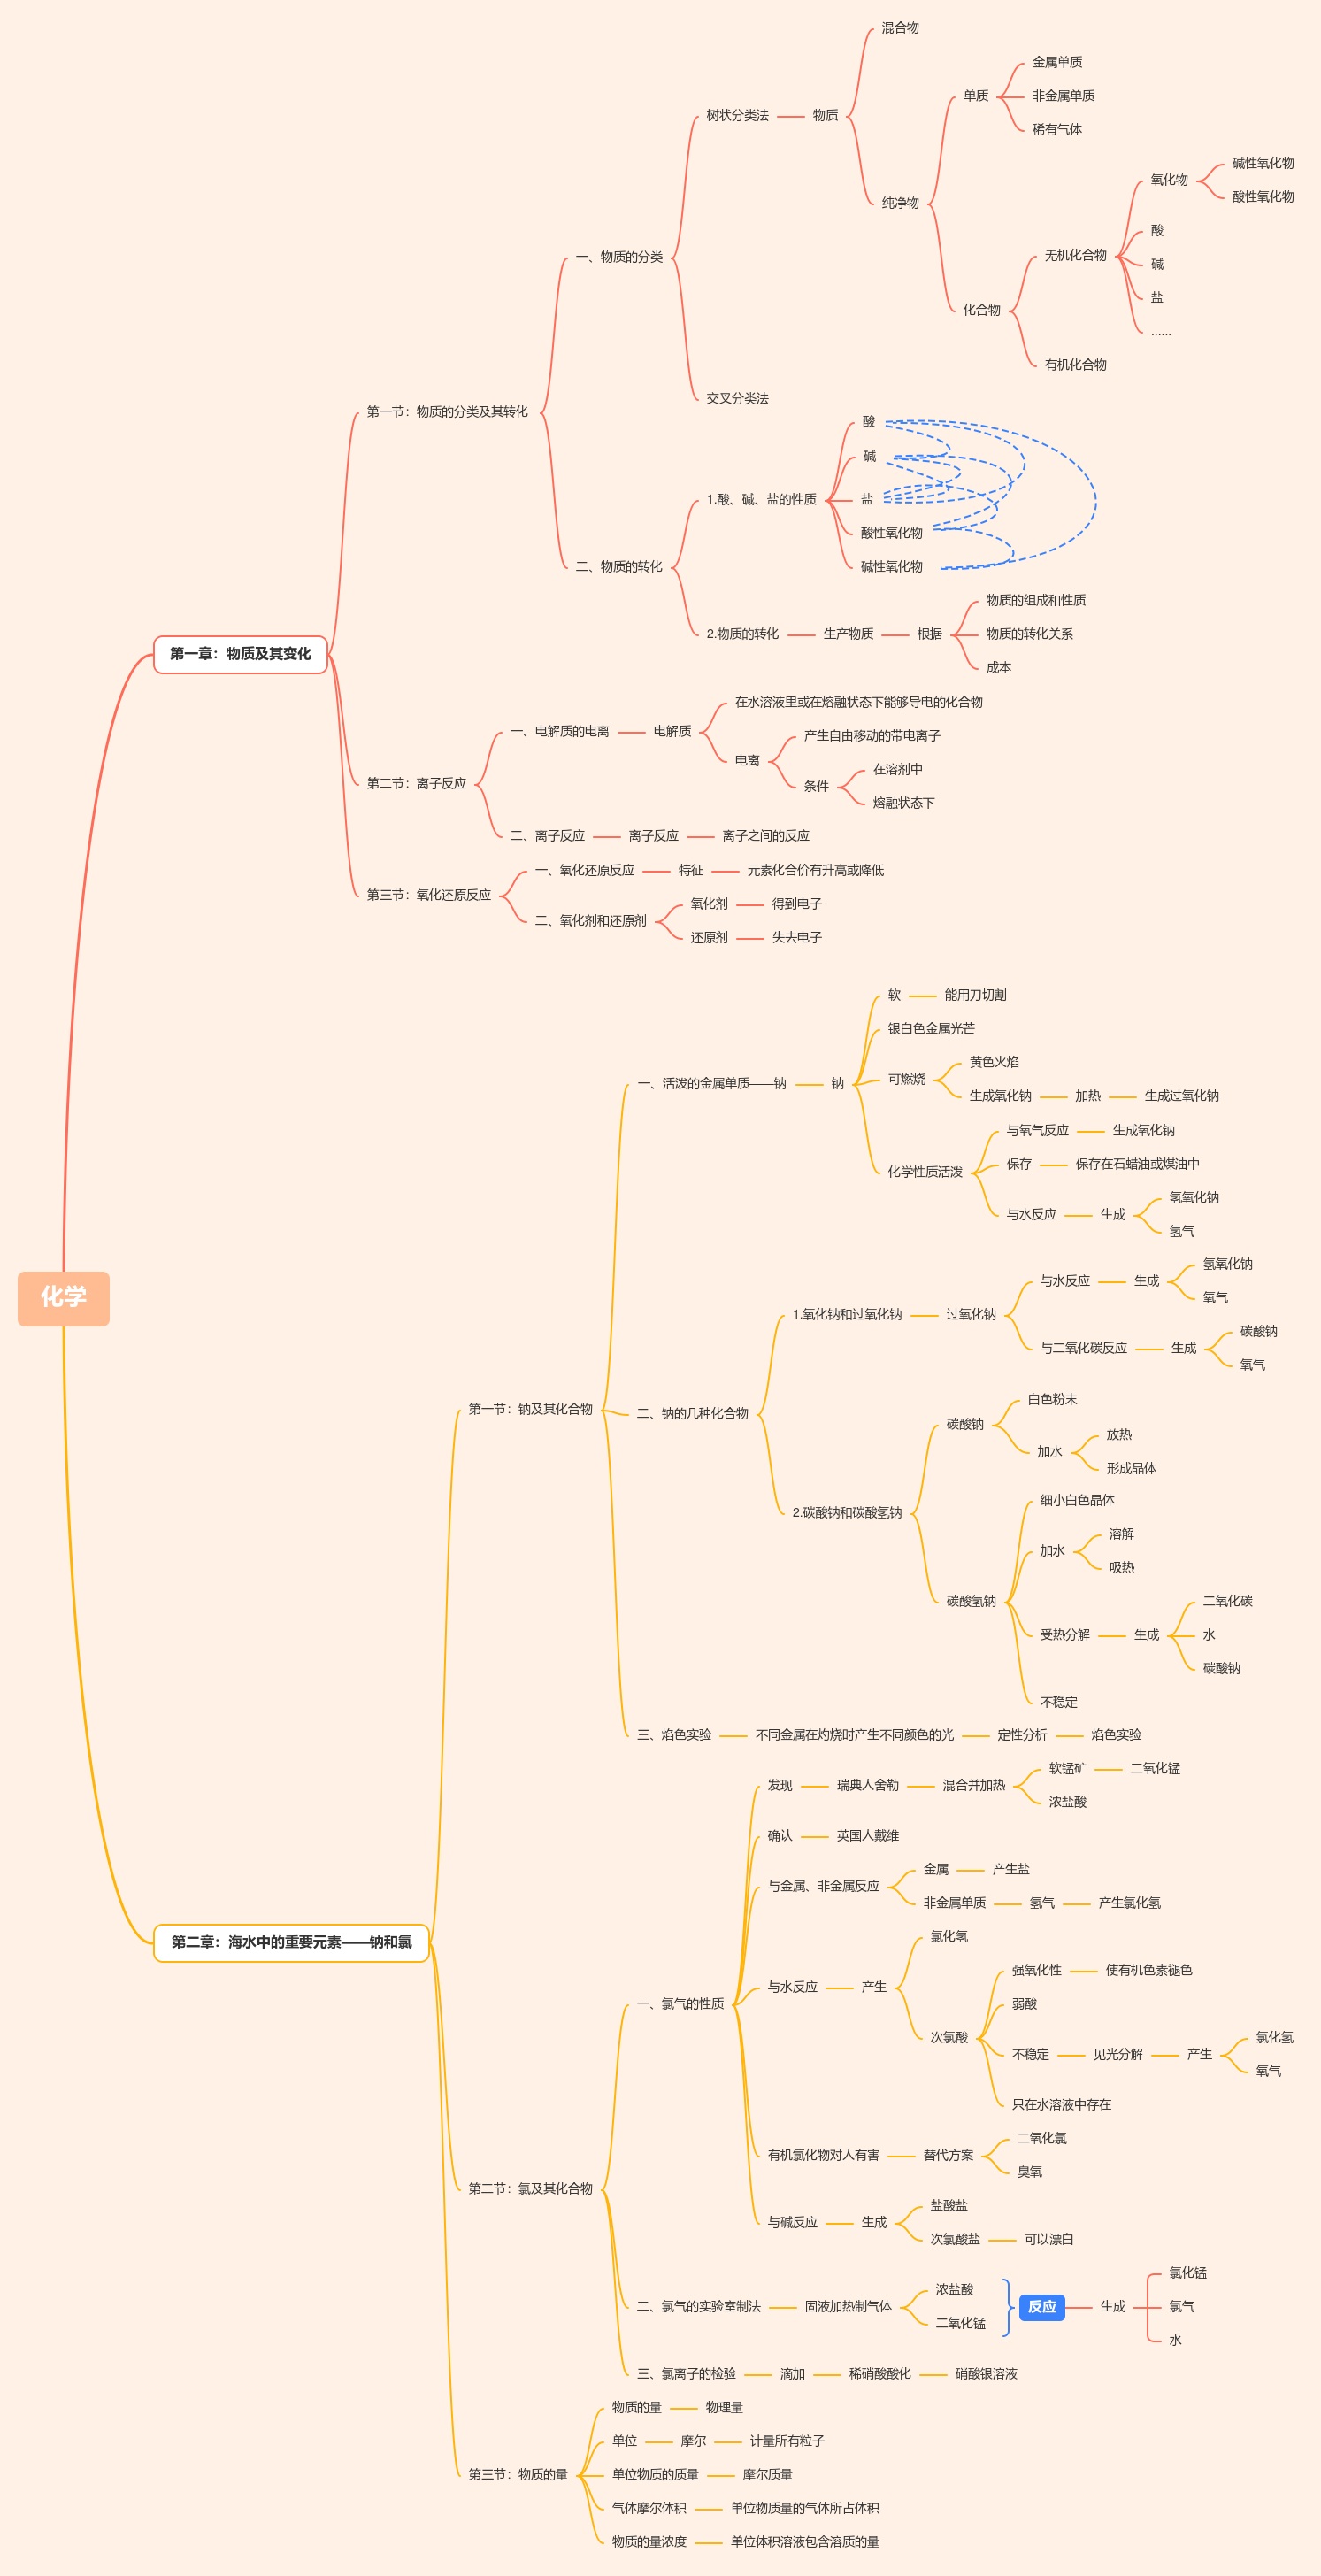 化学
第一章：物质及其变化
第一节：物质的分类及其转化
一、物质的分类
树状分类法
物质
混合物
纯净物
单质
金属单质
非金属单质
稀有气体
化合物
无机化合物
氧化物
碱性氧化物
酸性氧化物
酸
碱
盐
......
有机化合物
交叉分类法
二、物质的转化
1.酸、碱、盐的性质
酸
碱
盐
酸性氧化物
碱性氧化物
2.物质的转化
生产物质
根据
物质的组成和性质
物质的转化关系
成本
第二节：离子反应
一、电解质的电离
电解质
在水溶液里或在熔融状态下能够导电的化合物
电离
产生自由移动的带电离子
条件
在溶剂中
熔融状态下
二、离子反应
离子反应
离子之间的反应
第三节：氧化还原反应
一、氧化还原反应
特征
元素化合价有升高或降低
二、氧化剂和还原剂
氧化剂
得到电子
还原剂
失去电子
第二章：海水中的重要元素——钠和氯
第一节：钠及其化合物
一、活泼的金属单质——钠
钠
软
能用刀切割
银白色金属光芒
可燃烧
黄色火焰
生成氧化钠
加热
生成过氧化钠
化学性质活泼
与氧气反应
生成氧化钠
保存
保存在石蜡油或煤油中
与水反应
生成
氢氧化钠
氢气
二、钠的几种化合物
1.氧化钠和过氧化钠
过氧化钠
与水反应
生成
氢氧化钠
氧气
与二氧化碳反应
生成
碳酸钠
氧气
2.碳酸钠和碳酸氢钠
碳酸钠
白色粉末
加水
放热
形成晶体
碳酸氢钠
细小白色晶体
加水
溶解
吸热
受热分解
生成
二氧化碳
水
碳酸钠
不稳定
三、焰色实验
不同金属在灼烧时产生不同颜色的光
定性分析
焰色实验
第二节：氯及其化合物
一、氯气的性质
发现
瑞典人舍勒
混合并加热
软锰矿
二氧化锰
浓盐酸
确认
英国人戴维
与金属、非金属反应
金属
产生盐
非金属单质
氢气
产生氯化氢
与水反应
产生
氯化氢
次氯酸
强氧化性
使有机色素褪色
弱酸
不稳定
见光分解
产生
氯化氢
氧气
只在水溶液中存在
有机氯化物对人有害
替代方案
二氧化氯
臭氧
与碱反应
生成
盐酸盐
次氯酸盐
可以漂白
二、氯气的实验室制法
固液加热制气体
浓盐酸
二氧化锰
反应
生成
氯化锰
氯气
水
三、氯离子的检验
滴加
稀硝酸酸化
硝酸银溶液
第三节：物质的量
物质的量
物理量
单位
摩尔
计量所有粒子
单位物质的质量
摩尔质量
气体摩尔体积
单位物质量的气体所占体积
物质的量浓度
单位体积溶液包含溶质的量